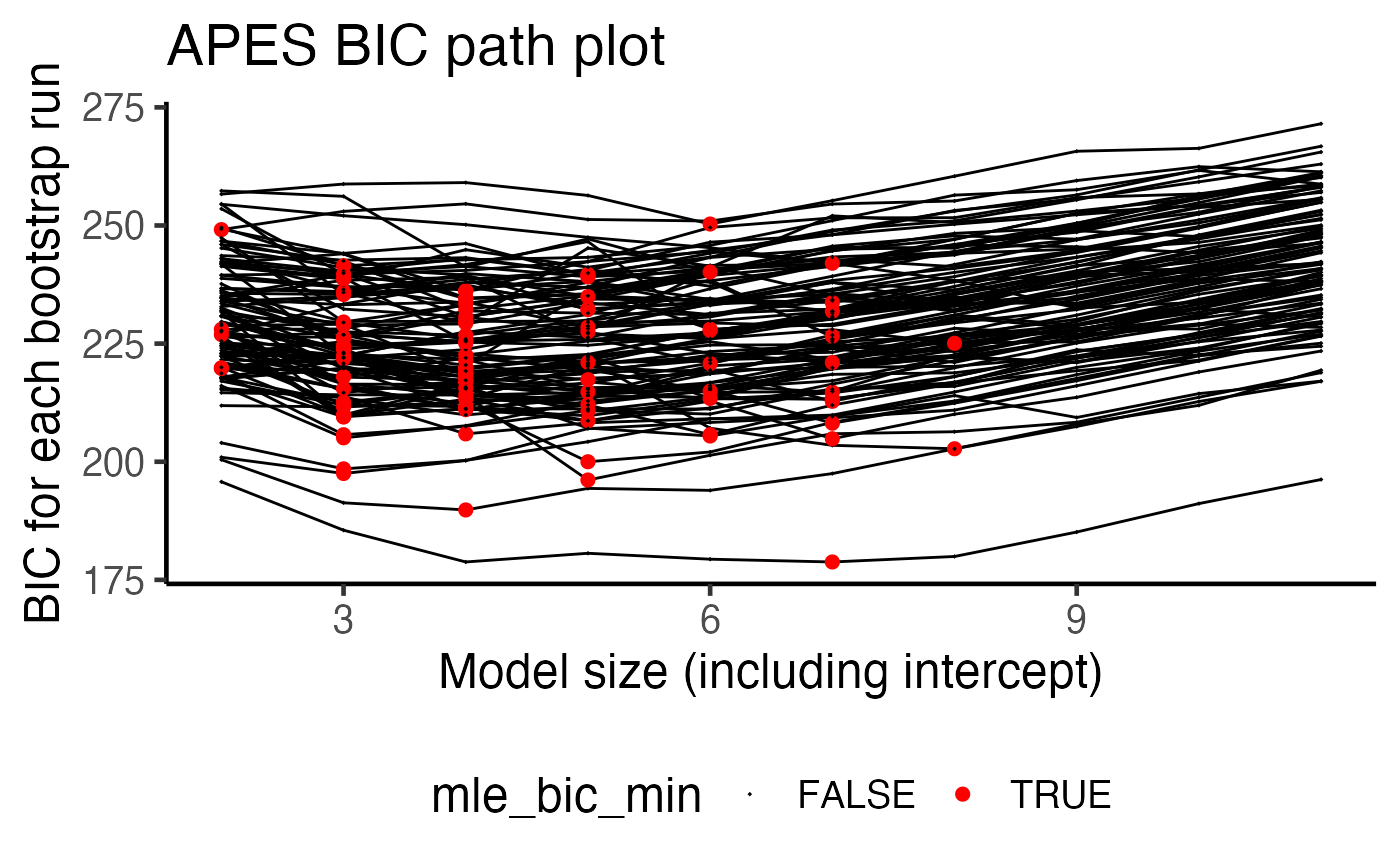 APES BIC path plot
BIC for each bootstrap run
275
250
225
200
175
3 6 9
Model size (including intercept)
mle_bic_min FALSE TRUE